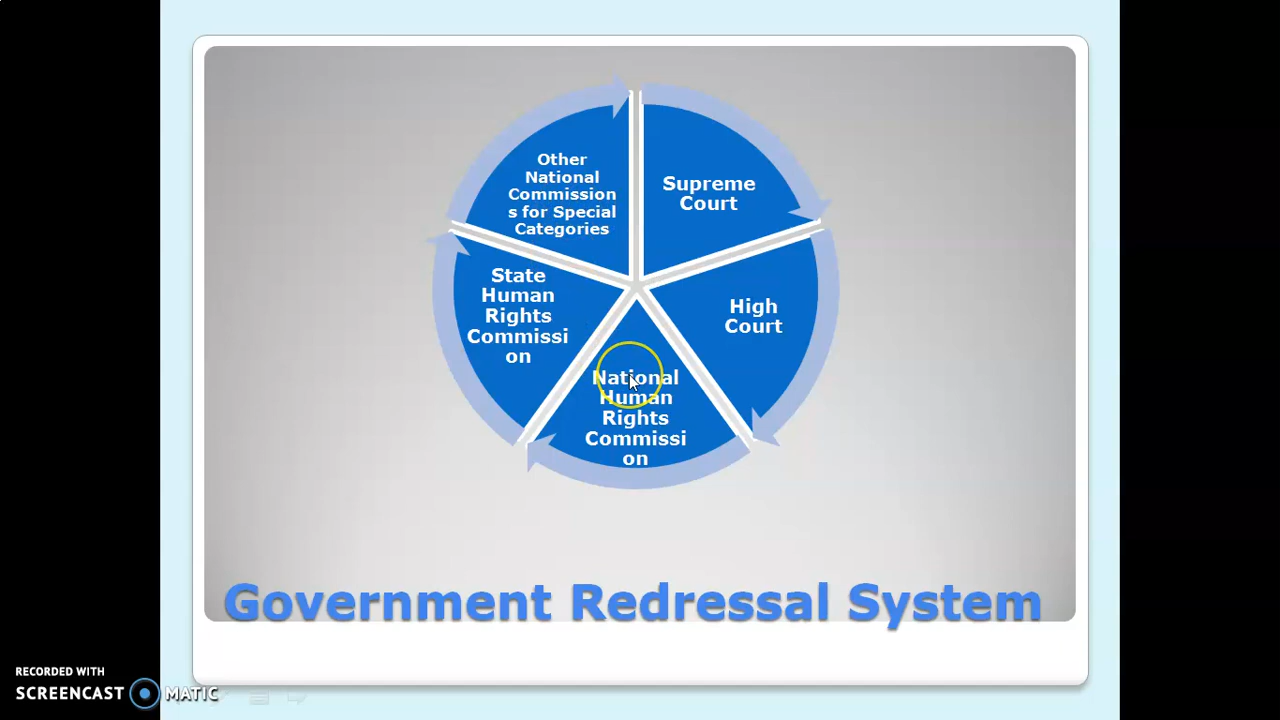 Other
National
Commission
s for Special
Categories
Supreme
Court
State
Human
Rights
Commissi
on
High
Court
National
Human
Rights
Commissi
on
Government Redressal System
RECORDED WITH
SCREENCAST MATIC